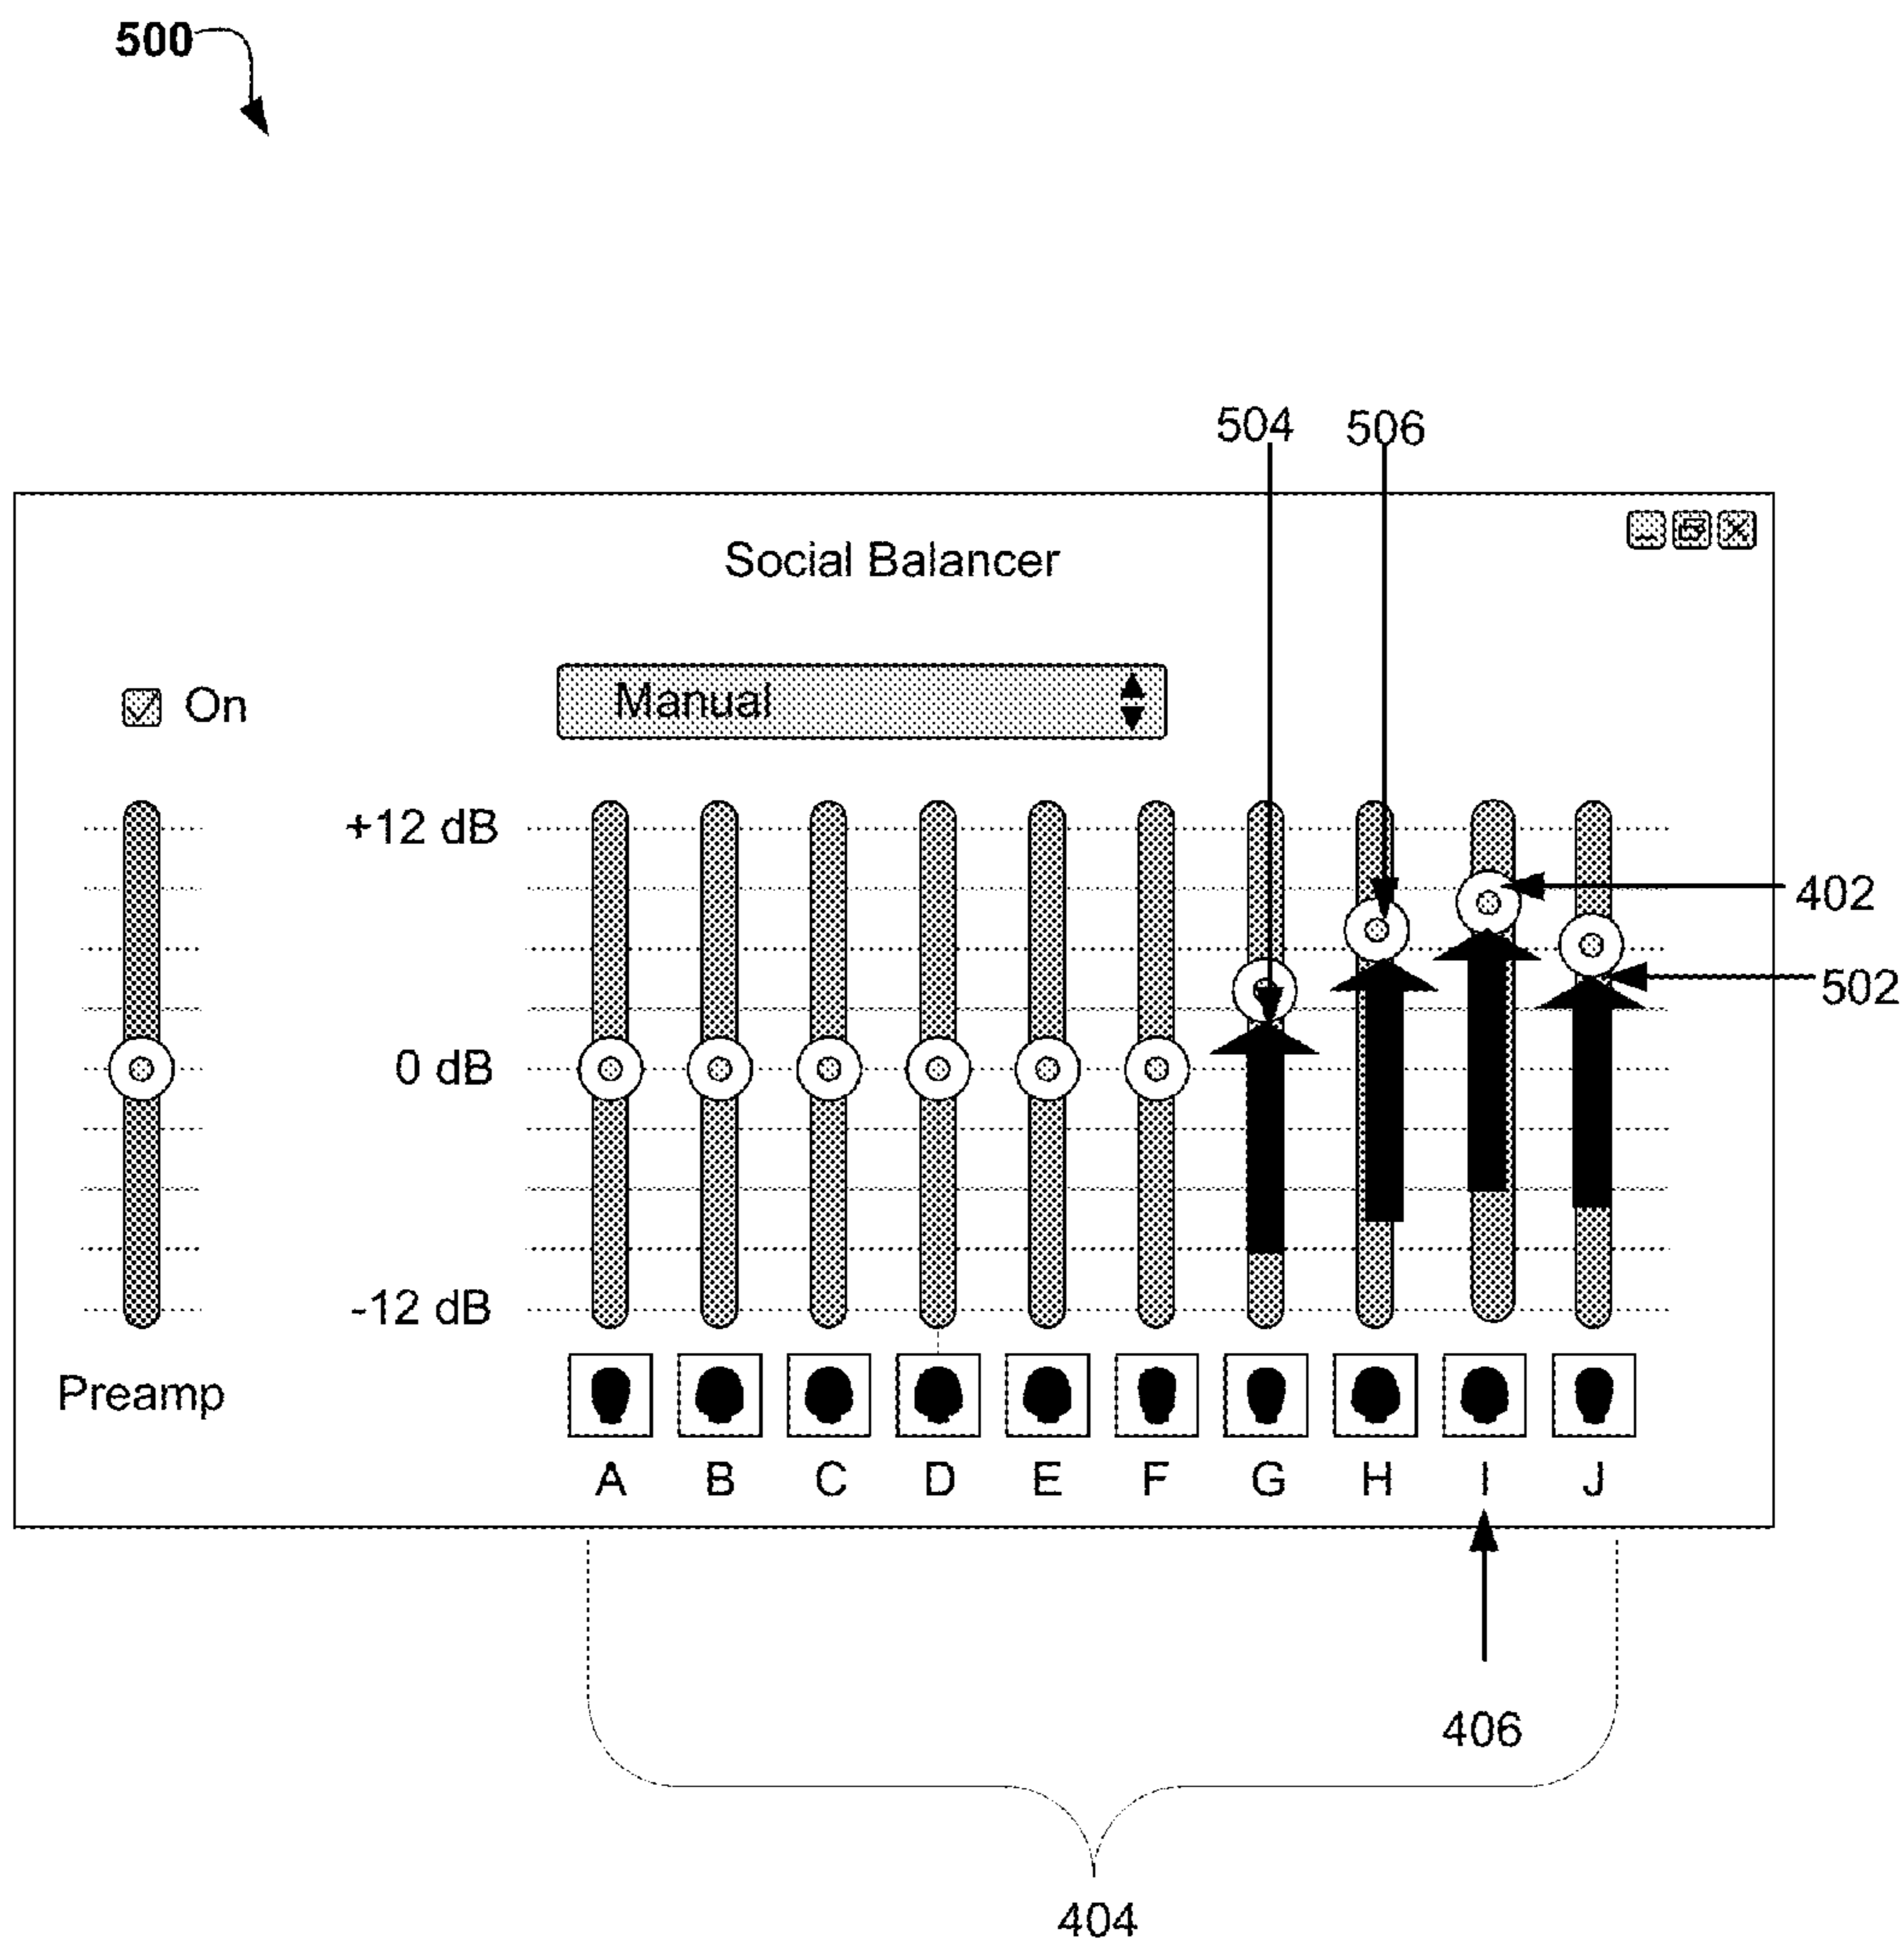 500
504 506
Social Balancer
On
Manual
+12 dB
402
502
0 dB
-12 dB
Preamp
A B C D E F G H I J
406
404